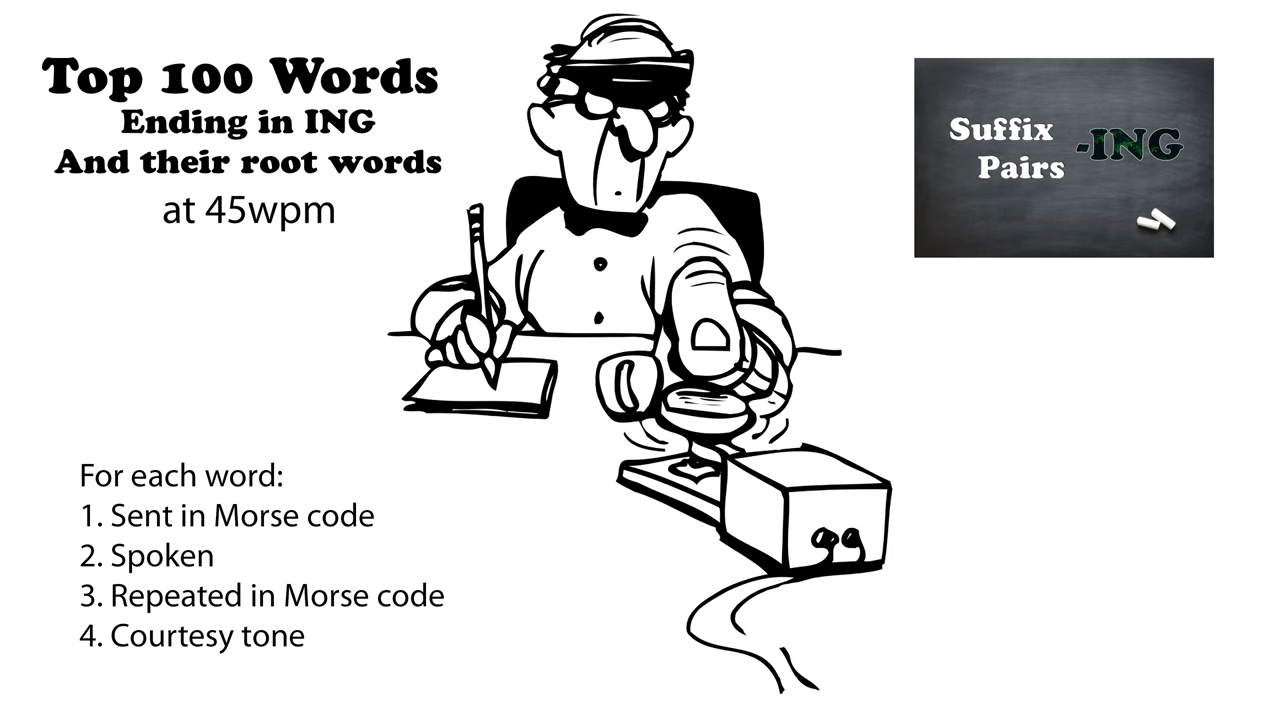 Top 100 Words
Ending in ING
And their root words
at 45wpm
Suffix -ING
Pairs
For each word:
1. Sent in Morse code
2. Spoken
3. Repeated in Morse code
4. Courtesy tone